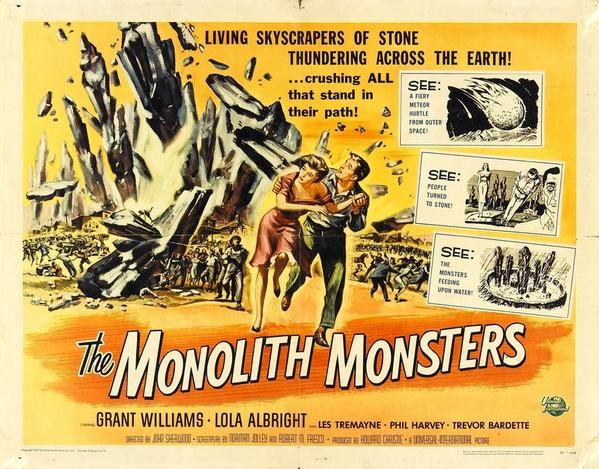 LIVING SKYSCRAPERS OF STONE
THUNDERING ACROSS THE EARTH!
...crushing ALL
that stand in
their path!
SEE:
A FIERY
METEOR
HURTLE
FROM OUTER
SPACE!
SEE:
PEOPLE
TURNED
TO STONE!
SEE:
THE
MONSTERS
FEEDING
UPON WATER!
The MONOLITH MONSTERS
STARRING GRANT WILLIAMS · LOLA ALBRIGHT WITH LES TREMAYNE · PHIL HARVEY · TREVOR BARDETTE
DIRECTED BY JOHN SHERWOOD · SCREENPLAY BY NORMAN JOLLEY AND ROBERT M. FRESCO · PRODUCED BY HOWARD CHRISTIE · A UNIVERSAL-INTERNATIONAL PICTURE